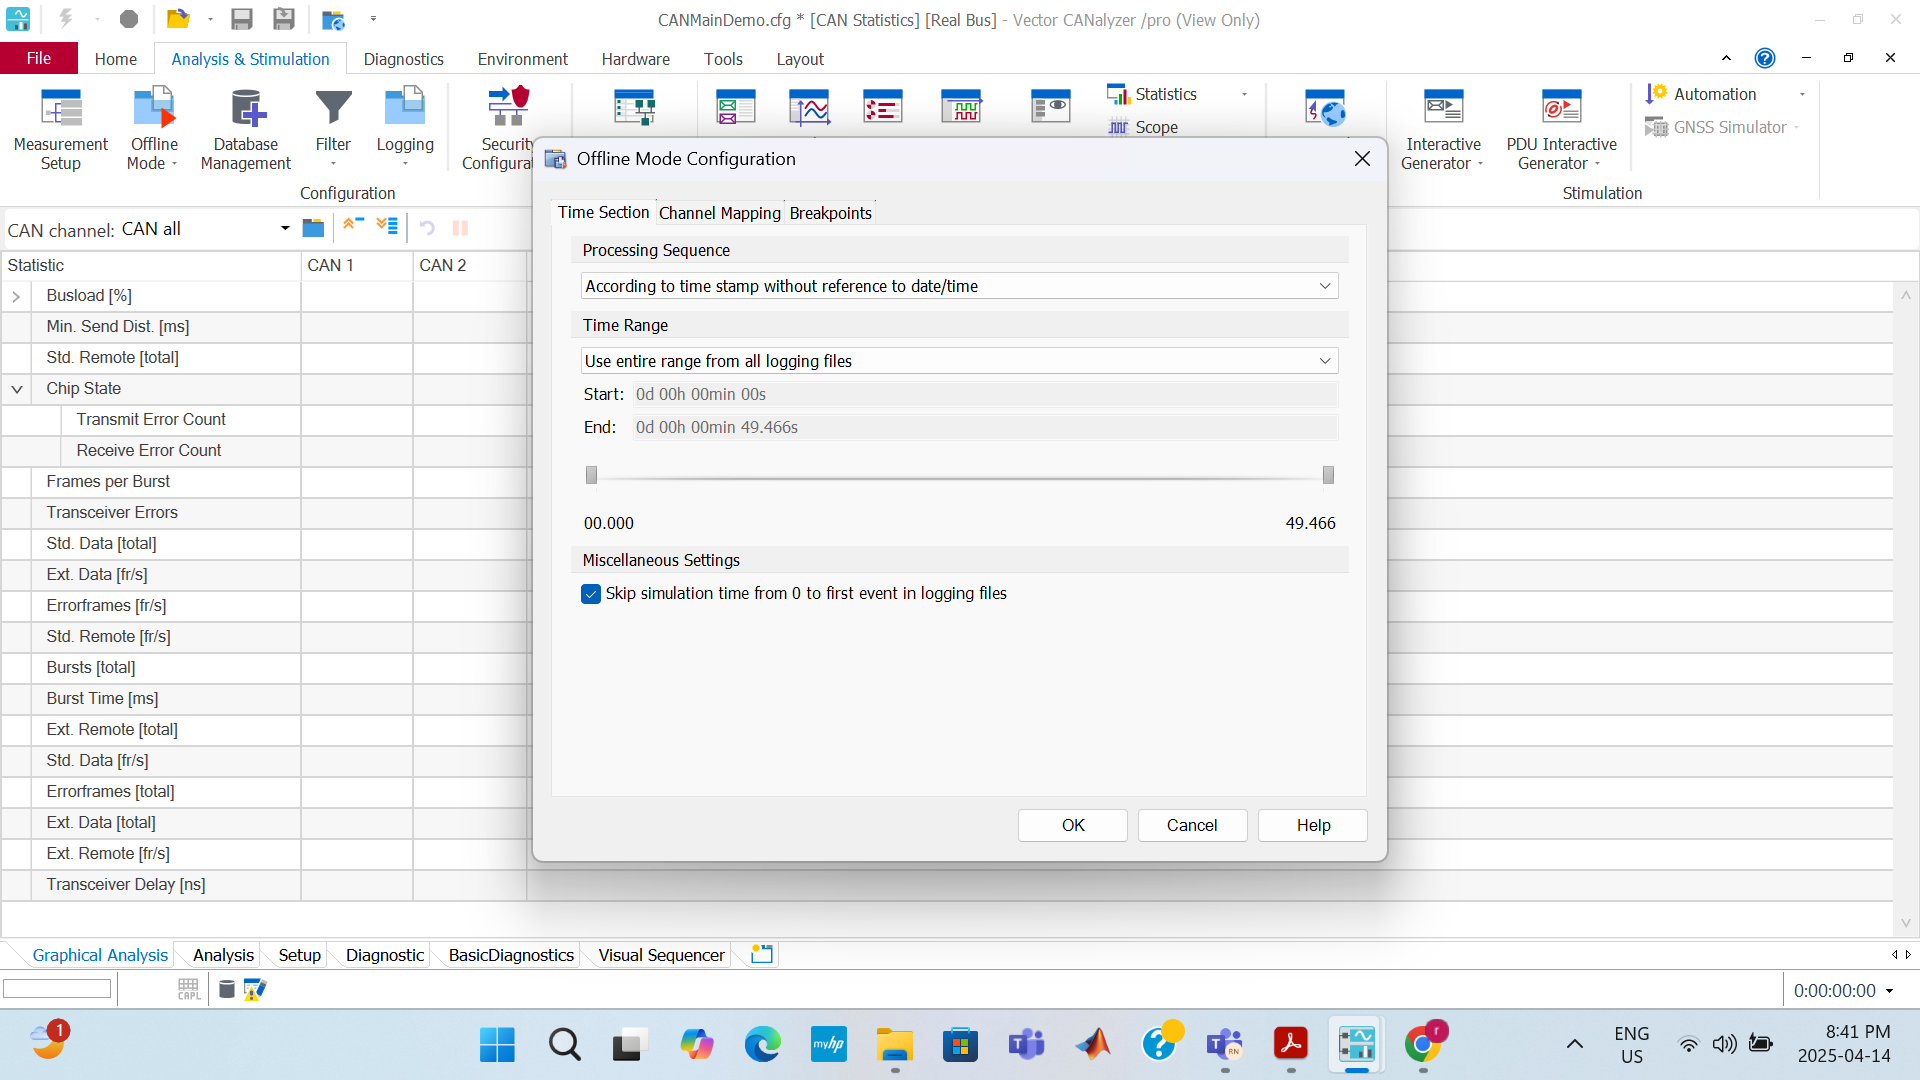 CANMainDemo.cfg * [CAN Statistics] [Real Bus] - Vector CANalyzer /pro (View Only)
File Home Analysis & Stimulation Diagnostics Environment Hardware Tools Layout
Measurement Setup
Offline Mode
Database Management
Filter
Logging
Security
Configurat
Statistics
Scope
Interactive Generator
PDU Interactive Generator
Automation
GNSS Simulator
Configuration
Stimulation
CAN channel: CAN all
Statistic CAN 1 CAN 2
Busload [%]
Min. Send Dist. [ms]
Std. Remote [total]
Chip State
Transmit Error Count
Receive Error Count
Frames per Burst
Transceiver Errors
Std. Data [total]
Ext. Data [fr/s]
Errorframes [fr/s]
Std. Remote [fr/s]
Bursts [total]
Burst Time [ms]
Ext. Remote [total]
Std. Data [fr/s]
Errorframes [total]
Ext. Data [total]
Ext. Remote [fr/s]
Transceiver Delay [ns]
Offline Mode Configuration
Time Section Channel Mapping Breakpoints
Processing Sequence
According to time stamp without reference to date/time
Time Range
Use entire range from all logging files
Start: 0d 00h 00min 00s
End: 0d 00h 00min 49.466s
00.000 49.466
Miscellaneous Settings
Skip simulation time from 0 to first event in logging files
OK Cancel Help
Graphical Analysis Analysis Setup Diagnostic BasicDiagnostics Visual Sequencer
CAPL
0:00:00:00
1
myhp
T
RN
r
ENG
US
8:41 PM
2025-04-14